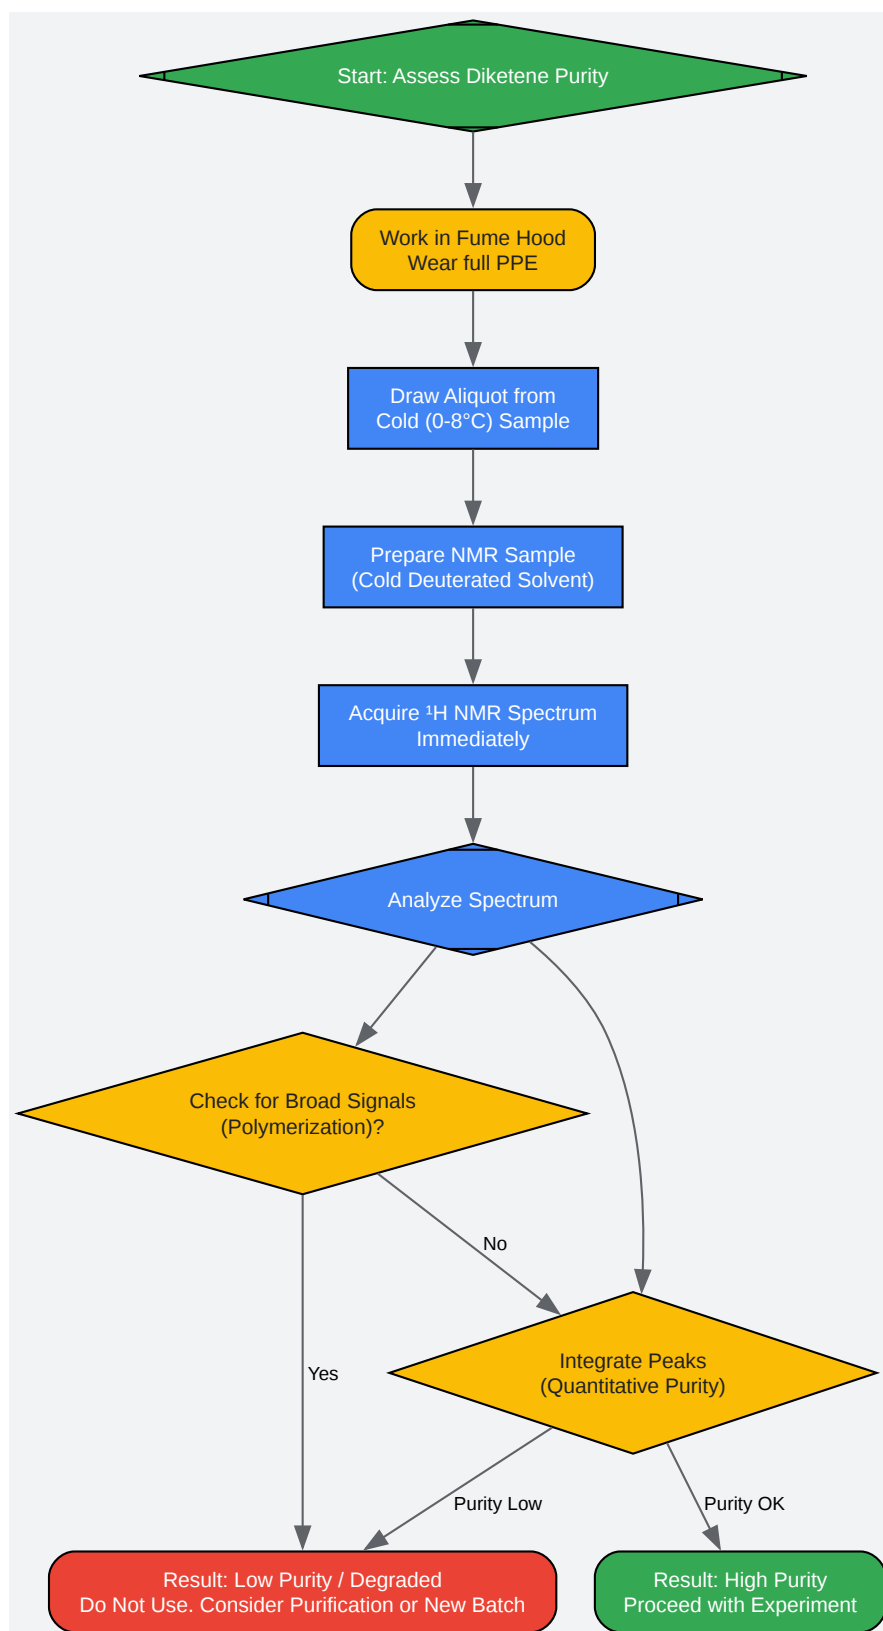 Start: Assess Diketene Purity
Work in Fume Hood
Wear full PPE
Draw Aliquot from
Cold (0-8°C) Sample
Prepare NMR Sample
(Cold Deuterated Solvent)
Acquire ¹H NMR Spectrum
Immediately
Analyze Spectrum
Check for Broad Signals
(Polymerization)?
No
Integrate Peaks
(Quantitative Purity)
Yes
Purity Low
Purity OK
Result: Low Purity / Degraded
Do Not Use. Consider Purification or New Batch
Result: High Purity
Proceed with Experiment